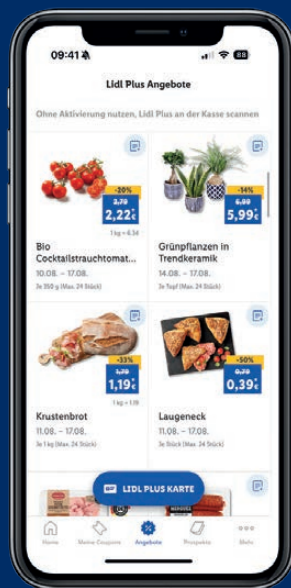 09:41
88
Lidl Plus Angebote
Ohne Aktivierung nutzen, Lidl Plus an der Kasse scannen
-20%
2,79
2,22€
1 kg = 6.34
Bio
Cocktailstrauchtomat...
10.08. – 17.08.
Je 350 g (Max. 24 Stück)
-14%
6,99
5,99€
Grünpflanzen in
Trendkeramik
14.08. – 17.08.
Je Topf (Max. 24 Stück)
-33%
1,79
1,19€
1 kg = 1.19
Krustenbrot
11.08. – 17.08.
Je 1 kg (Max. 24 Stück)
-50%
0,79
0,39€
Laugeneck
11.08. – 17.08.
Je Stück (Max. 24 Stück)
LIDL PLUS KARTE
Home
Meine Coupons
Angebote
Prospekte
Mehr